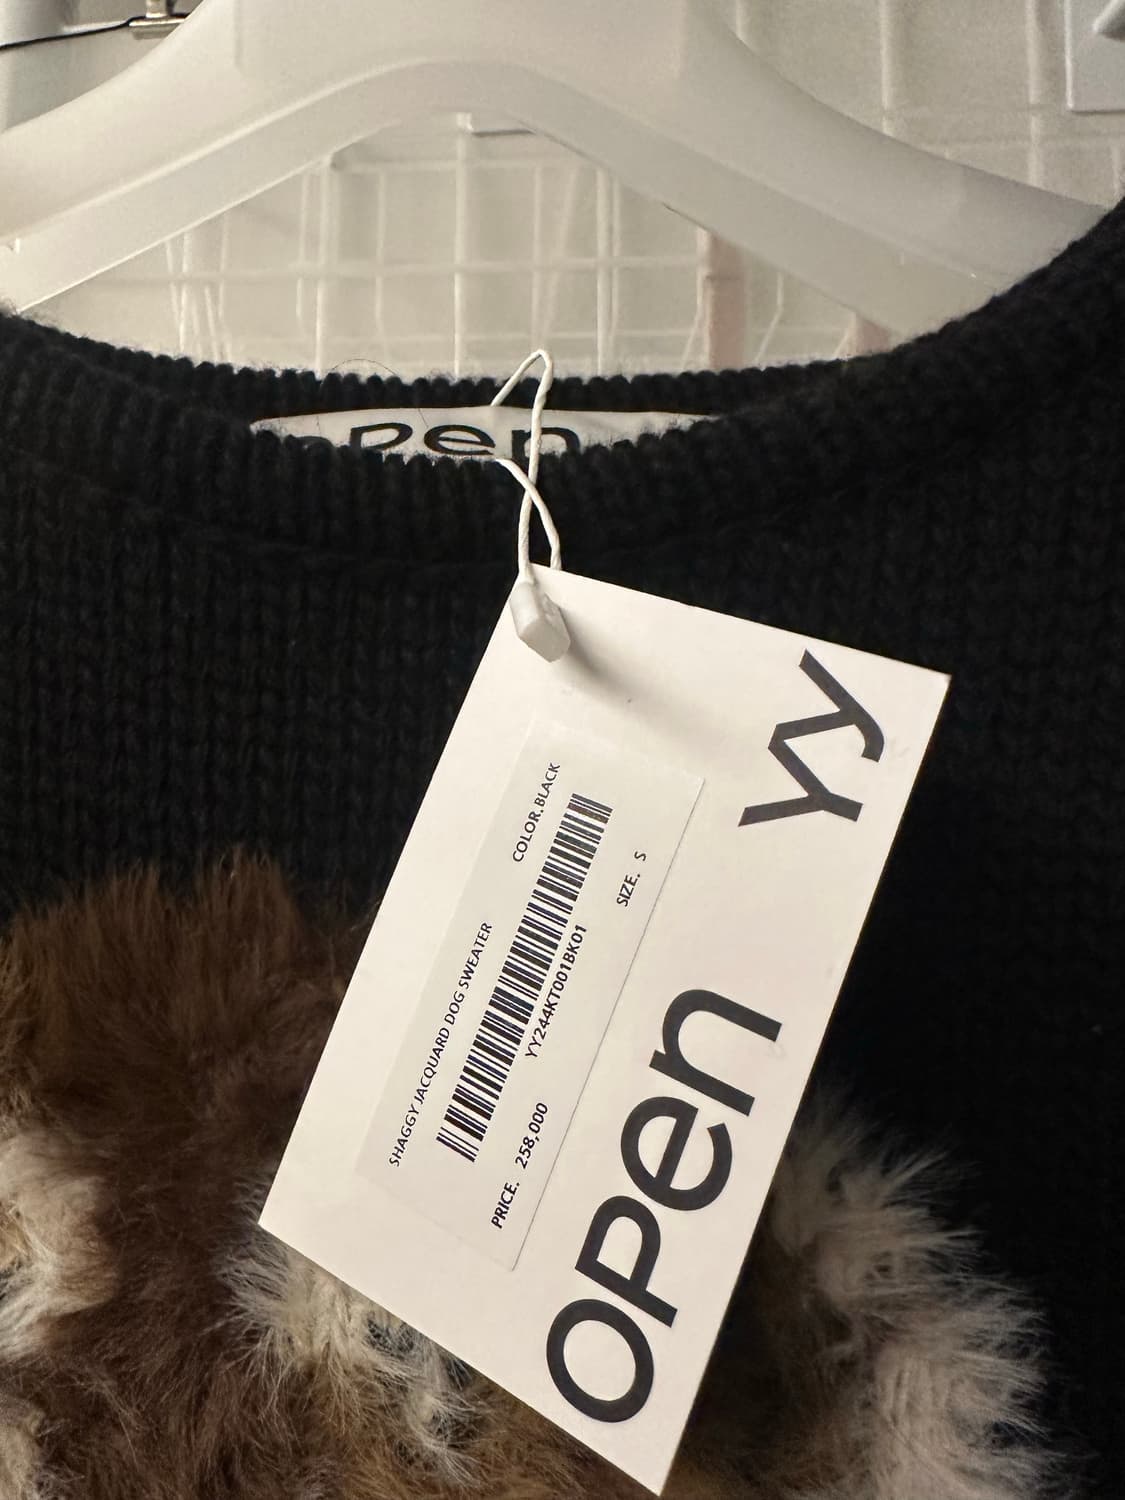 oPen
OPen YY
SHAGGY JACQUARD DOG SWEATER
COLOR. BLACK
YY244KT001BK01
PRICE. 258,000
SIZE. S